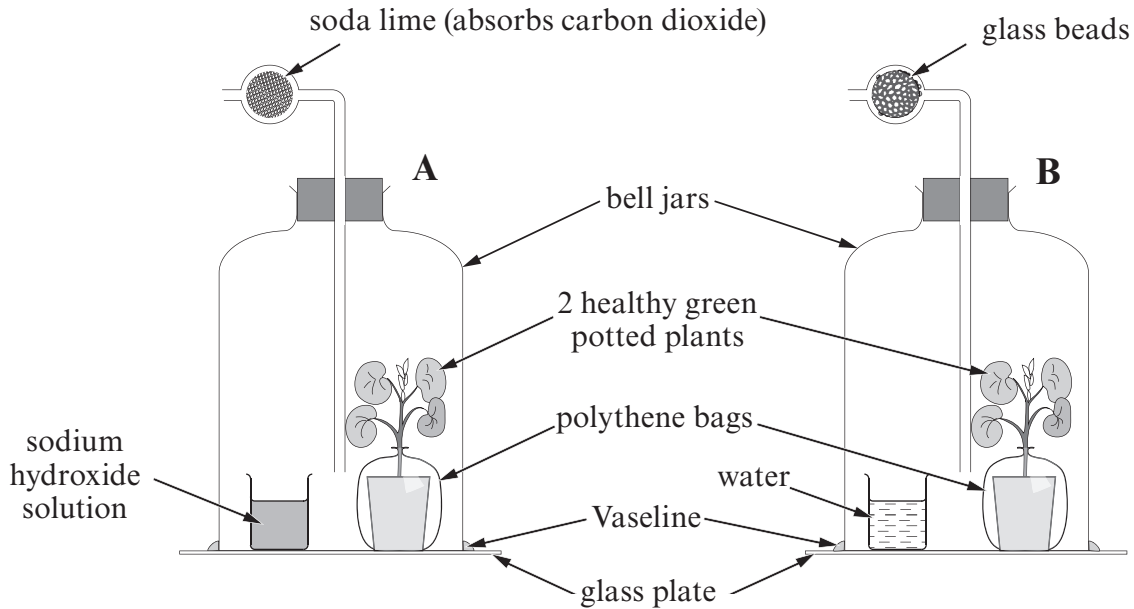 soda lime (absorbs carbon dioxide)
glass beads
A
B
bell jars
2 healthy green
potted plants
polythene bags
sodium
hydroxide
solution
water
Vaseline
glass plate